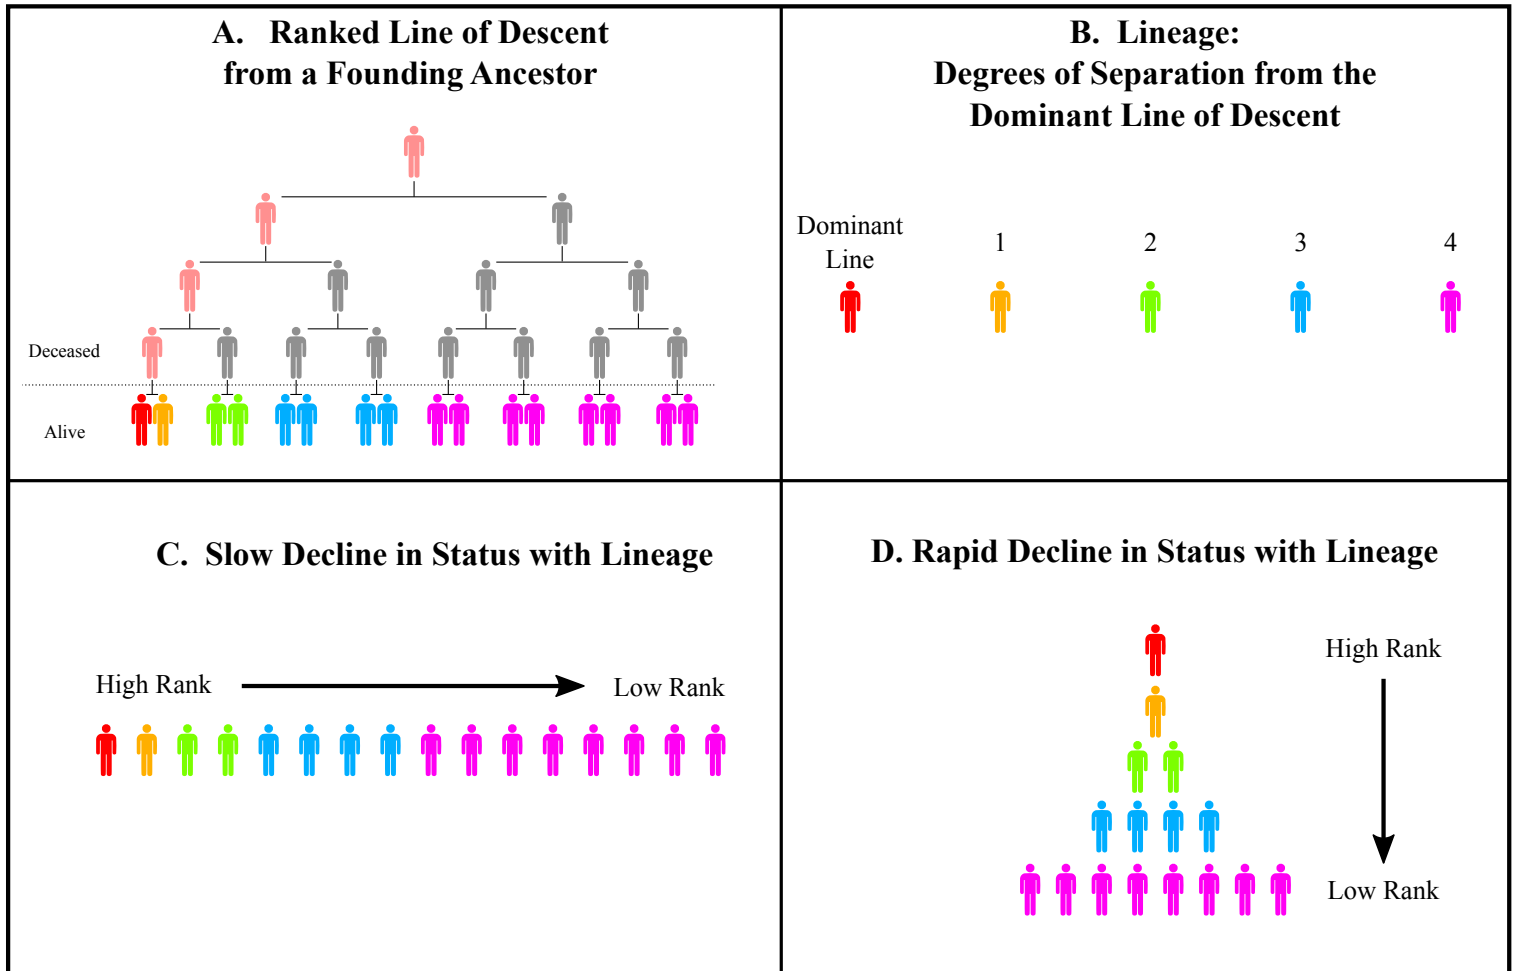 A. Ranked Line of Descent
from a Founding Ancestor
Deceased
Alive
B. Lineage:
Degrees of Separation from the
Dominant Line of Descent
Dominant
Line
1 2 3 4
C. Slow Decline in Status with Lineage
High Rank
Low Rank
D. Rapid Decline in Status with Lineage
High Rank
Low Rank